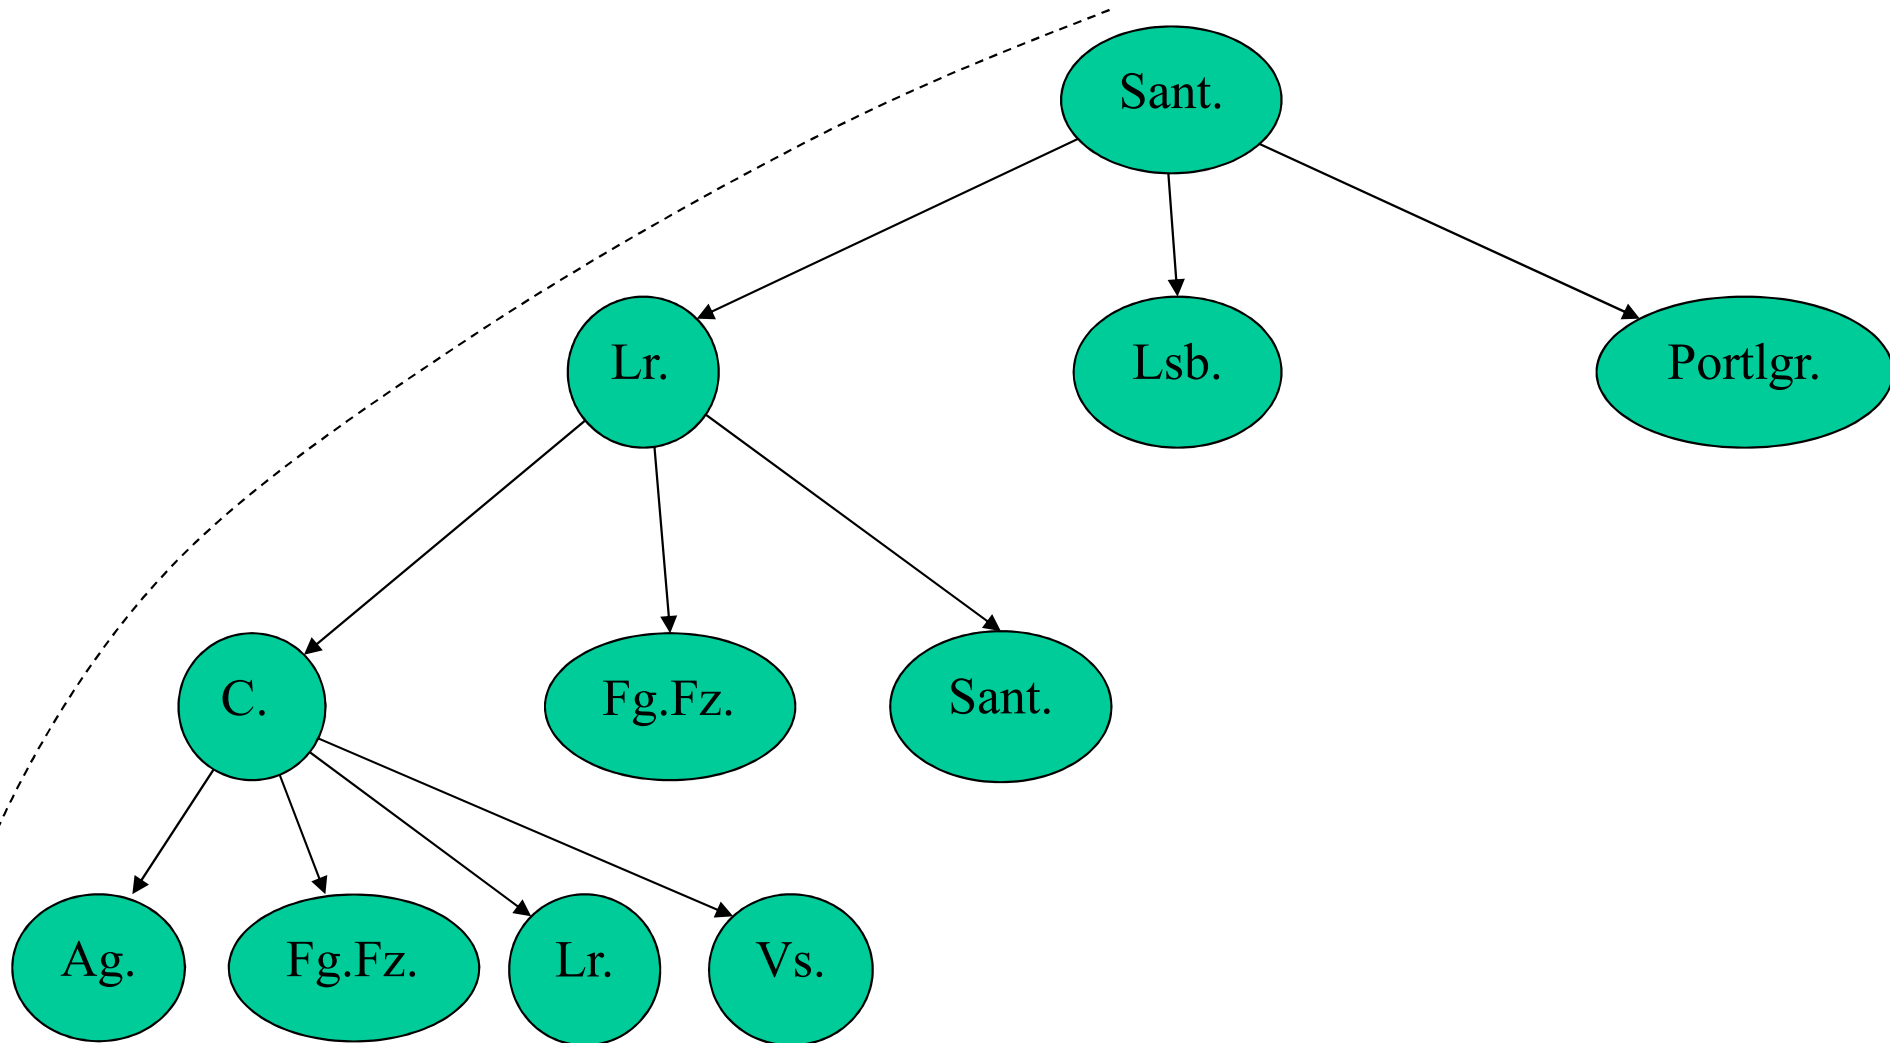 Sant.
Lr.
Lsb.
Portlgr.
C.
Fg.Fz.
Sant.
Ag.
Fg.Fz.
Lr.
Vs.